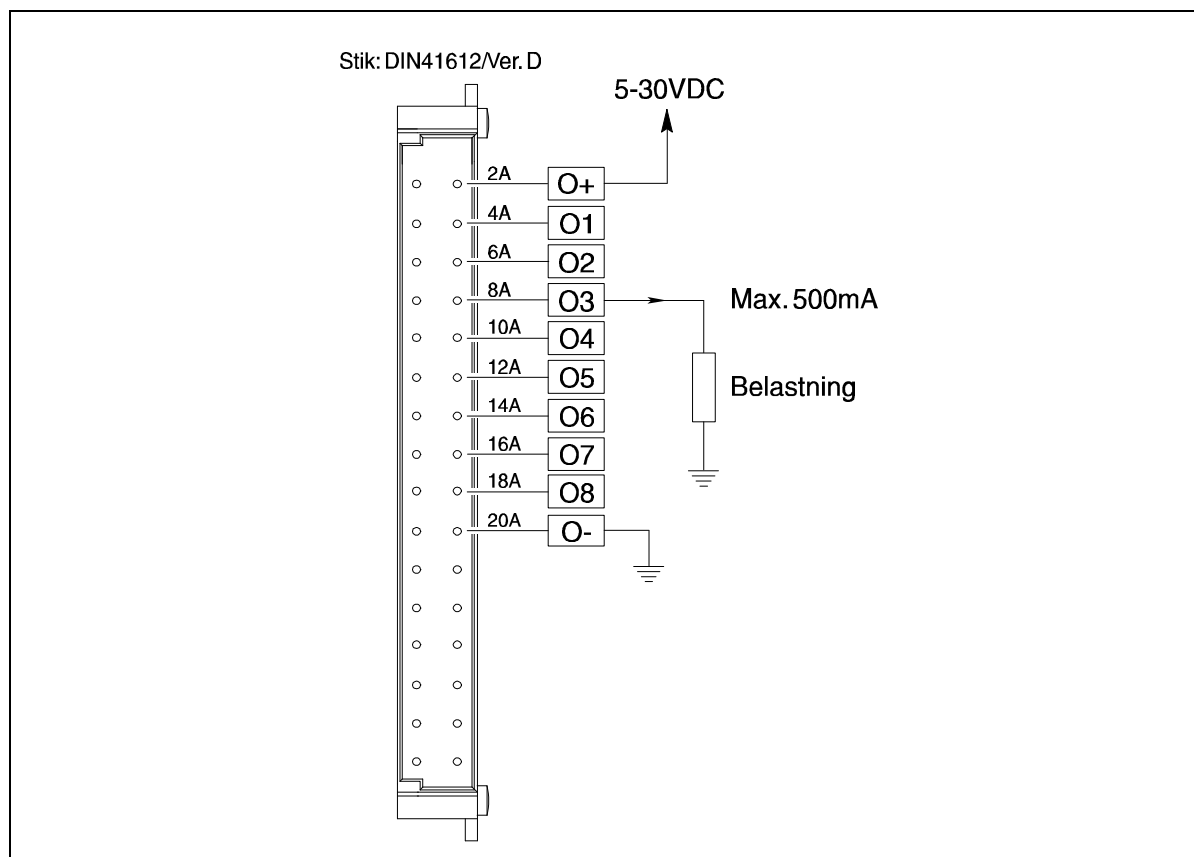 Stik: DIN41612/Ver. D
5-30VDC
2A O+
4A O1
6A O2
8A O3
Max. 500mA
10A O4
12A O5
Belastning
14A O6
16A O7
18A O8
20A O-